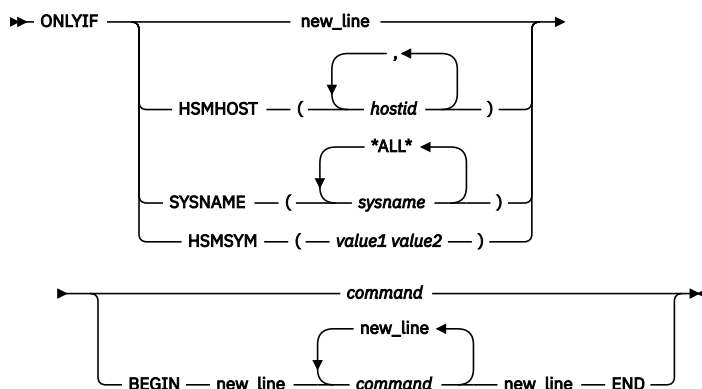 ONLYIF new_line
,
HSMHOST ( hostid )
*ALL*
SYSNAME ( sysname )
HSMSYM ( value1 value2 )
command
new_line
BEGIN new_line command new_line END